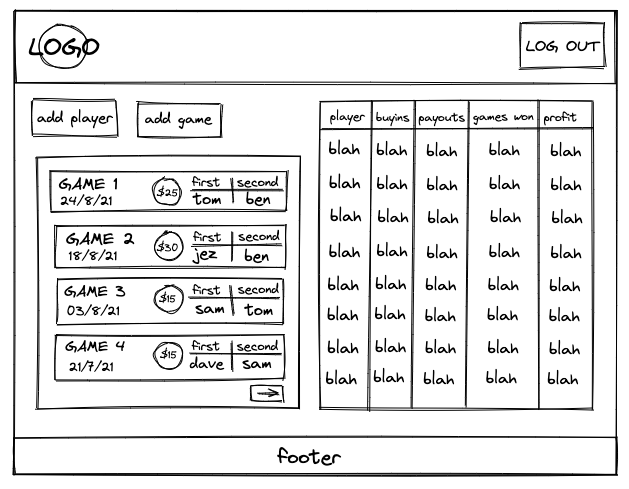 LOGO
LOG OUT
add player
add game
GAME 1
24/8/21
$25
first second
tom ben
GAME 2
18/8/21
$30
first second
jez ben
GAME 3
03/8/21
$15
first second
sam tom
GAME 4
21/7/21
$15
first second
dave sam
player buyins payouts games won profit
blah blah blah blah blah
blah blah blah blah blah
blah blah blah blah blah
blah blah blah blah blah
blah blah blah blah blah
blah blah blah blah blah
blah blah blah blah blah
blah blah blah blah blah
footer